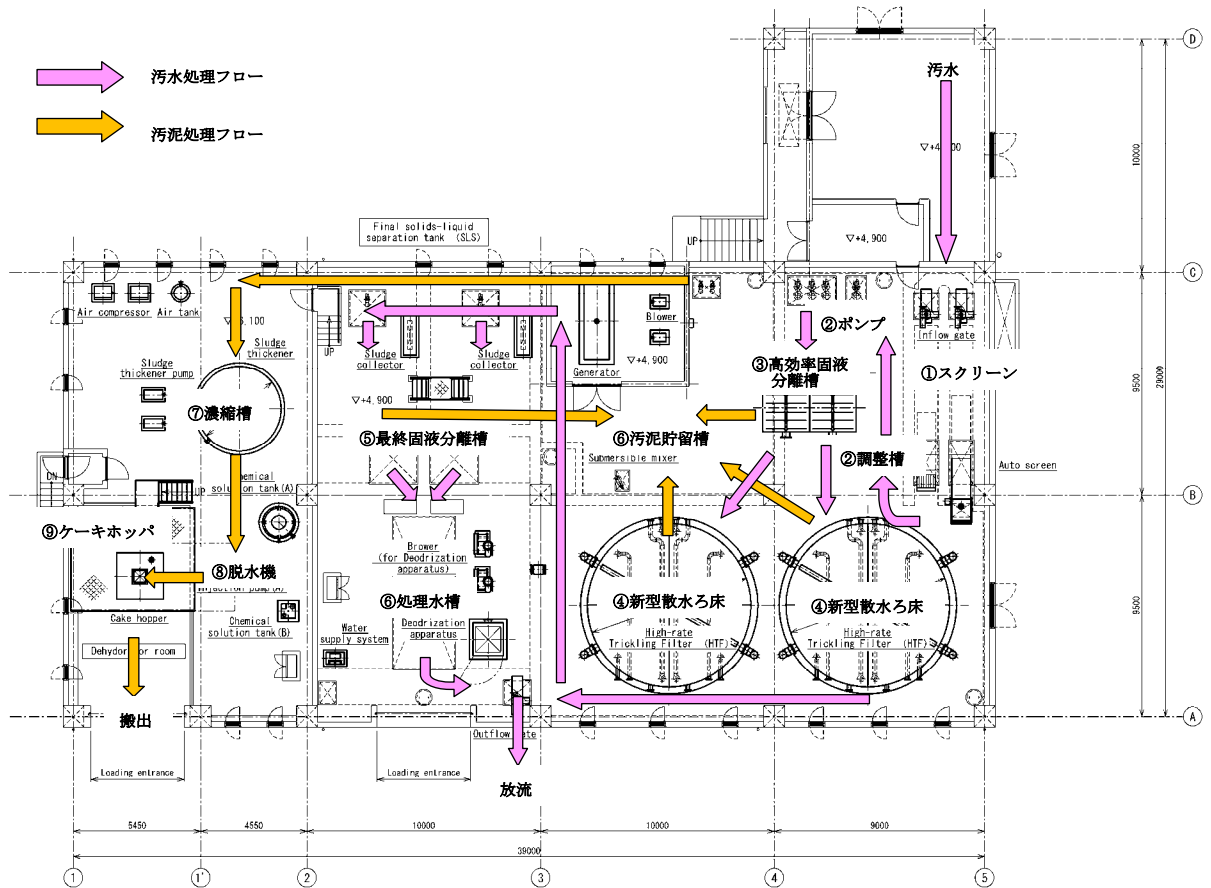 汚水処理フロー
汚泥処理フロー
汚水
Final solids-liquid
separation tank (SLS)
UP
▽+4,900
Air compressor
Air tank
Sludge
thickener
Sludge
thickener pump
⑦濃縮槽
UP
Sludge
collector
Sludge
collector
▽+4,900
⑤最終固液分離槽
Blower
▽+4,900
Generator
⑥汚泥貯留槽
Submersible mixer
②ポンプ
③高効率固液
分離槽
②調整槽
Inflow gate
①スクリーン
Auto screen
DN
UP
solution tank(A)
⑨ケーキホッパ
⑧脱水機
Cake hopper
Chemical
solution tank(B)
Brower
(for Deodrization
apparatus)
⑥処理水槽
Deodrization
apparatus
Water
supply system
④新型散水ろ床
High-rate
Trickling Filter (HTF)
④新型散水ろ床
High-rate
Trickling Filter (HTF)
搬出
放流
Loading entrance
Loading entrance
5450
4550
10000
10000
9000
39000
10000
9500
9500
29000
D
C
B
A
1
1'
2
3
4
5